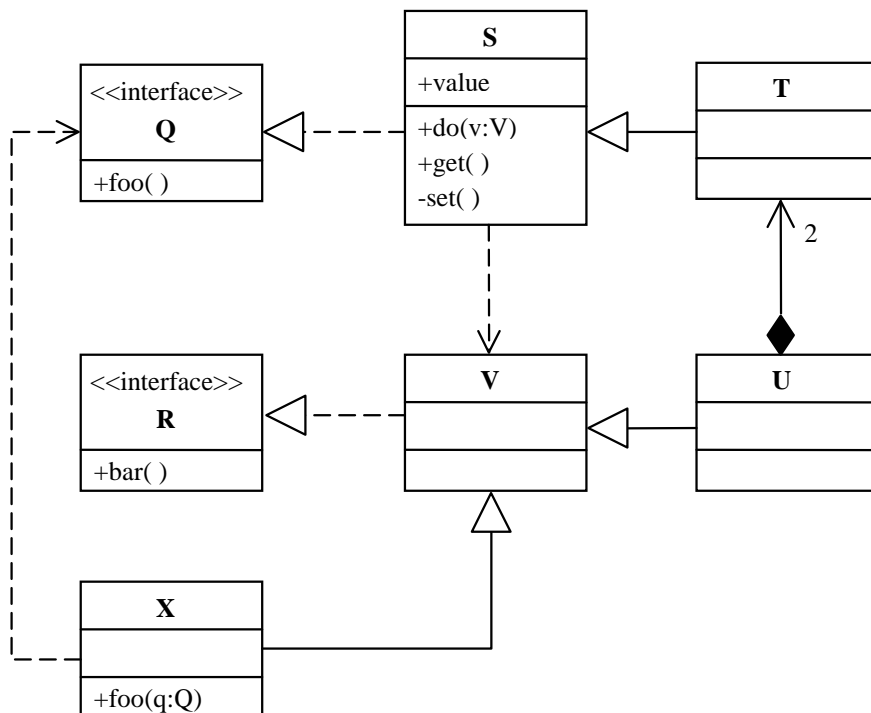 S
+value
+do(v:V)
+get( )
-set( )
<<interface>>
Q
+foo( )
T
2
<<interface>>
R
+bar( )
V
U
X
+foo(q:Q)